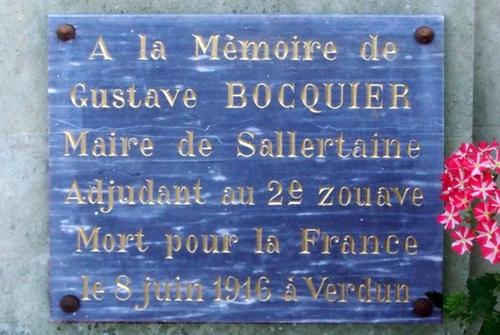 A la Mèmoire de
Gustave BOCQUIER
Maire de Sallertaine
Adjudant au 2e zouave
Mort pour la France
le 8 juin 1916 à Verdun